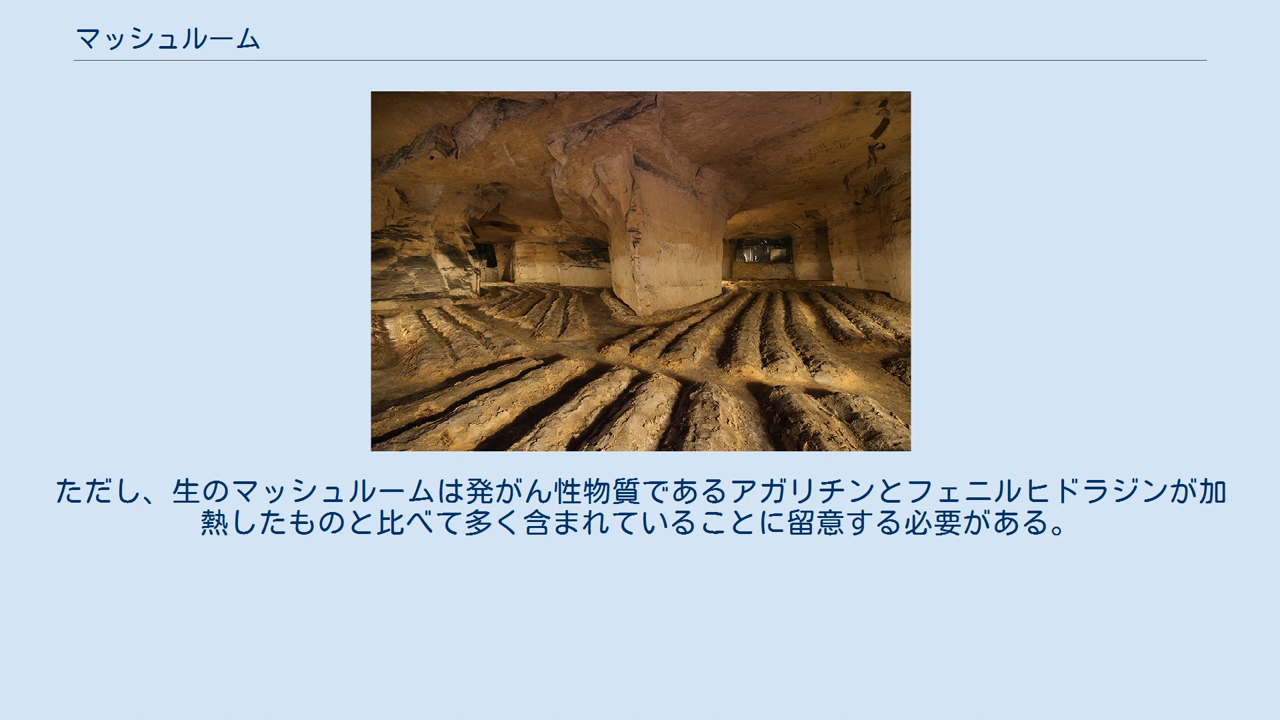 マッシュルーム
ただし、生のマッシュルームは発がん性物質であるアガリチンとフェニルヒドラジンが加
熱したものと比べて多く含まれていることに留意する必要がある。